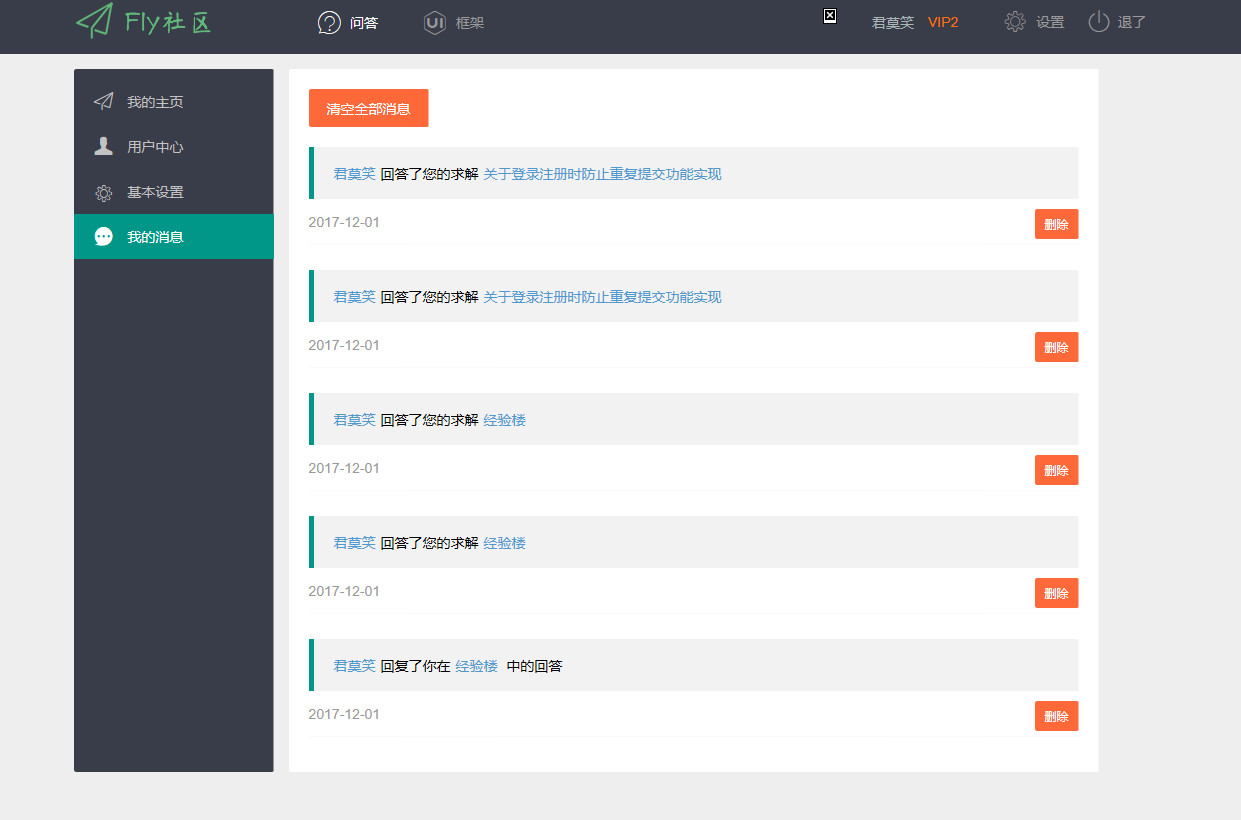 Fly社区 问答 UI 框架 君莫笑 VIP2 设置 退了
我的主页
用户中心
基本设置
我的消息
清空全部消息
君莫笑 回答了您的求解 关于登录注册时防止重复提交功能实现
2017-12-01 删除
君莫笑 回答了您的求解 关于登录注册时防止重复提交功能实现
2017-12-01 删除
君莫笑 回答了您的求解 经验楼
2017-12-01 删除
君莫笑 回答了您的求解 经验楼
2017-12-01 删除
君莫笑 回复了你在 经验楼 中的回答
2017-12-01 删除